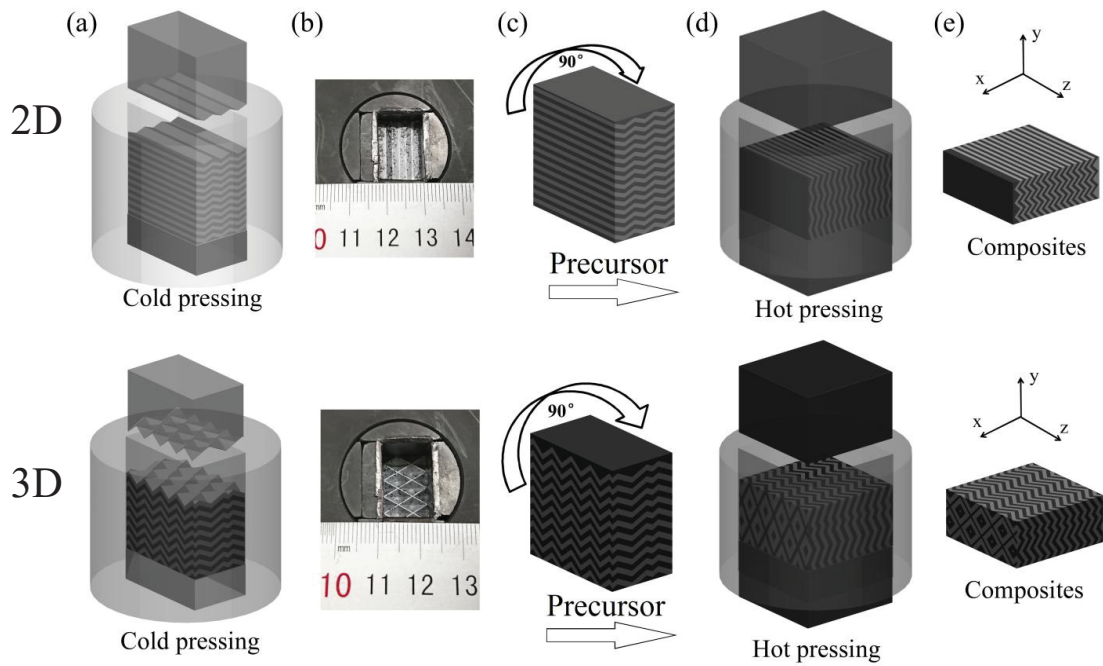 (a)
(b)
(c)
(d)
(e)
2D
90°
y
x
z
mm
0 11 12 13 14
Cold pressing
Precursor
Hot pressing
Composites
3D
90°
y
x
z
mm
10 11 12 13
Cold pressing
Precursor
Hot pressing
Composites